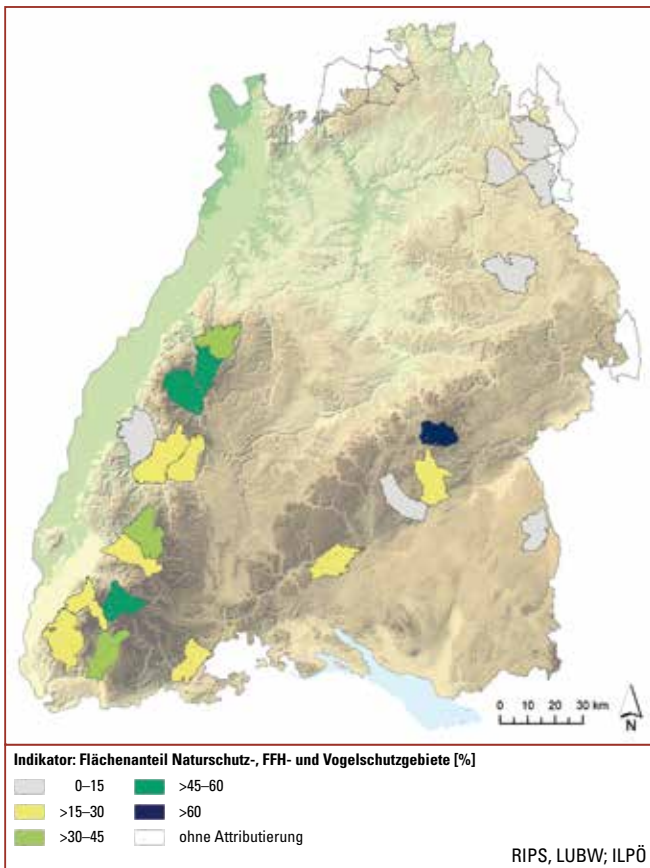 0 10 20 30 km
N
Indikator: Flächenanteil Naturschutz-, FFH- und Vogelschutzgebiete [%]
0–15 >45–60
>15–30 >60
>30–45 ohne Attributierung
RIPS, LUBW; ILPÖ